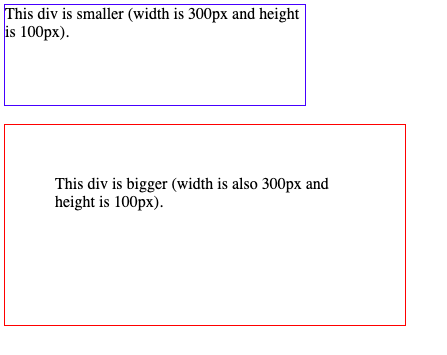 This div is smaller (width is 300px and height
is 100px).
This div is bigger (width is also 300px and
height is 100px).